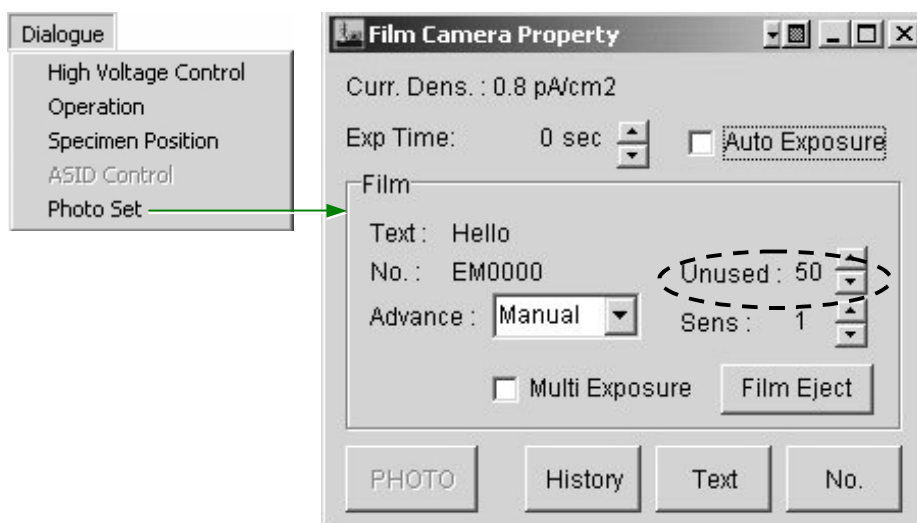 Dialogue
High Voltage Control
Operation
Specimen Position
ASID Control
Photo Set
Film Camera Property
Curr. Dens. : 0.8 pA/cm2
Exp Time: 0 sec Auto Exposure
Film
Text : Hello
No. : EM0000 Unused : 50
Advance : Manual Sens : 1
Multi Exposure Film Eject
PHOTO History Text No.